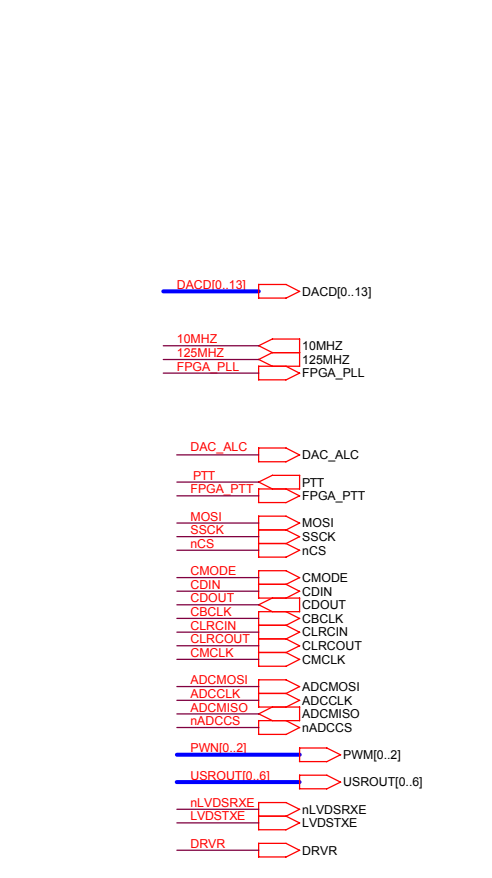 DACD[0..13] DACD[0..13]
10MHZ 10MHZ
125MHZ 125MHZ
FPGA_PLL FPGA_PLL
DAC_ALC DAC_ALC
PTT PTT
FPGA_PTT FPGA_PTT
MOSI MOSI
SSCK SSCK
nCS nCS
CMODE CMODE
CDIN CDIN
CDOUT CDOUT
CBCLK CBCLK
CLRCIN CLRCIN
CLRCOUT CLRCOUT
CMCLK CMCLK
ADCMOSI ADCMOSI
ADCCLK ADCCLK
ADCMISO ADCMISO
nADCCS nADCCS
PWN[0..2] PWM[0..2]
USROUT[0..6] USROUT[0..6]
nLVDSRXE nLVDSRXE
LVDSTXE LVDSTXE
DRVR DRVR